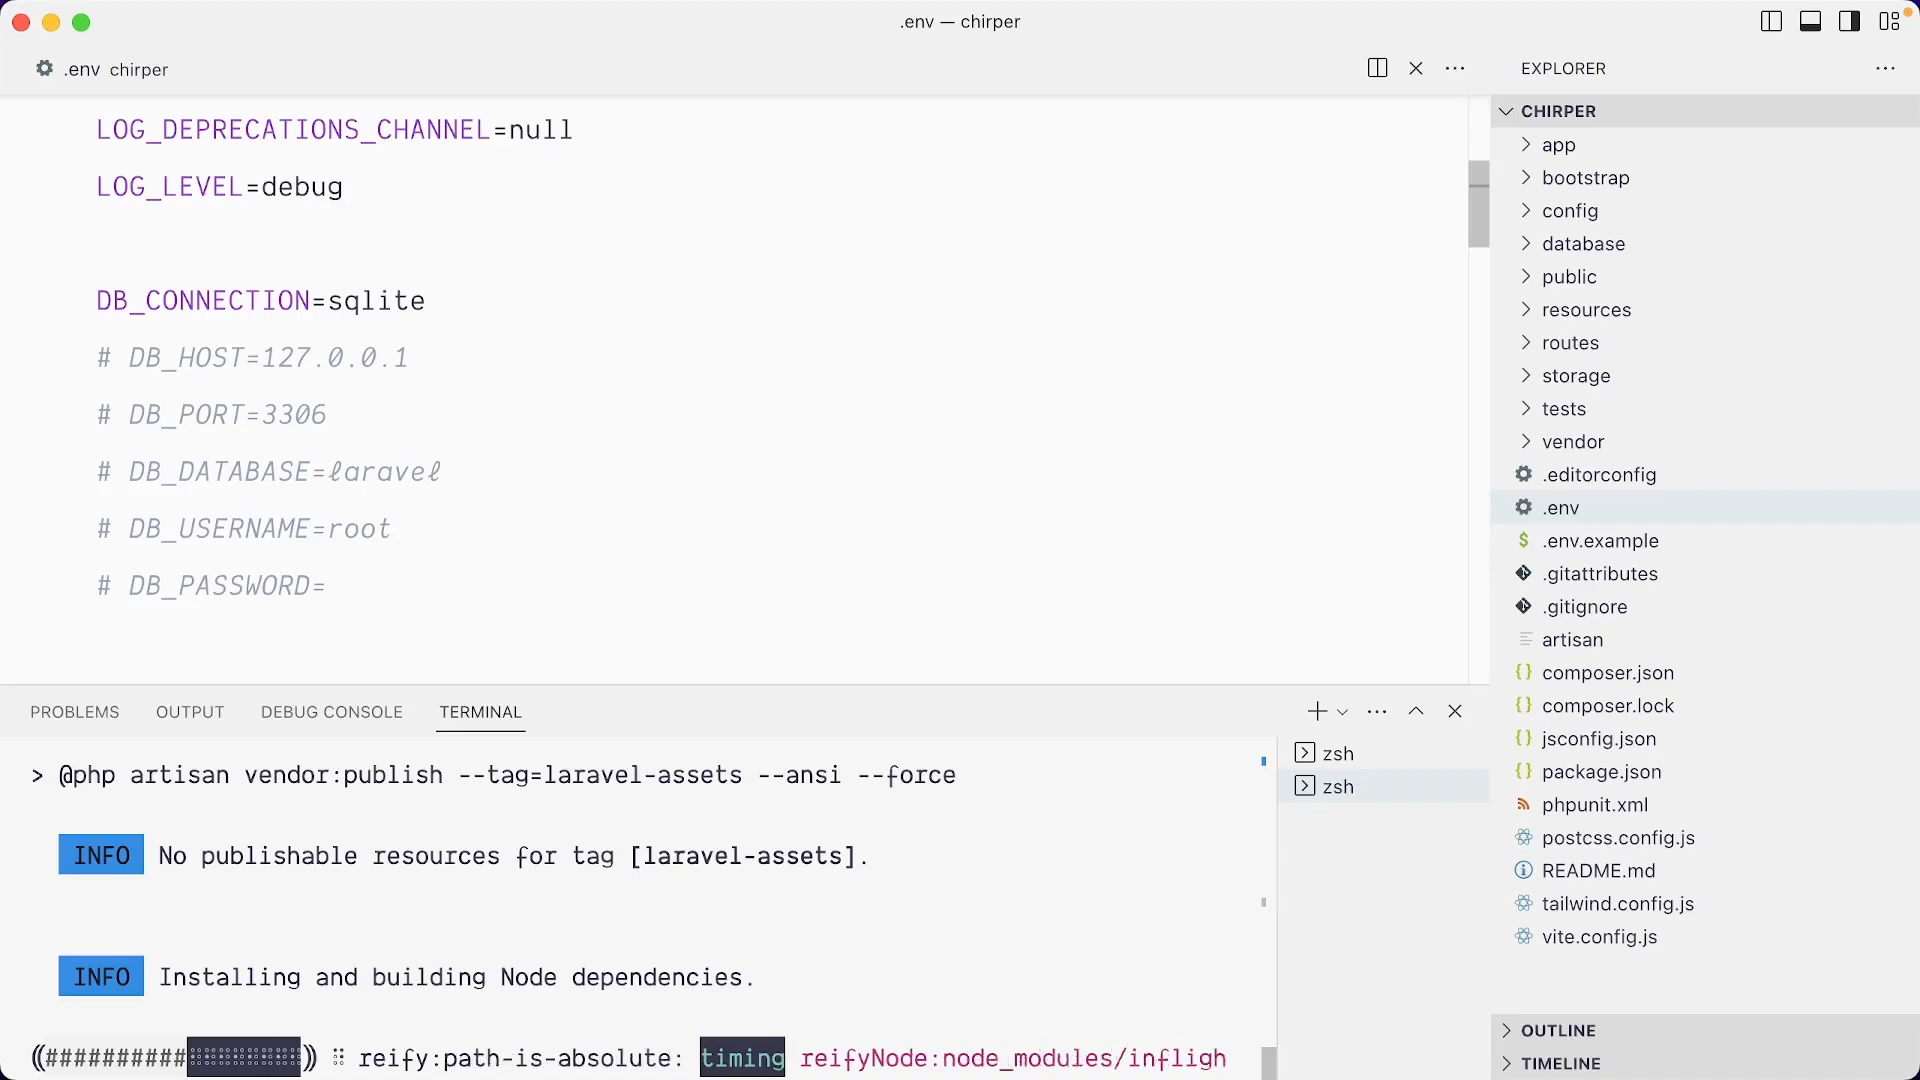 .env — chirper
.env chirper
LOG_DEPRECATIONS_CHANNEL=null
LOG_LEVEL=debug
DB_CONNECTION=sqlite
# DB_HOST=127.0.0.1
# DB_PORT=3306
# DB_DATABASE=laravel
# DB_USERNAME=root
# DB_PASSWORD=
PROBLEMS OUTPUT DEBUG CONSOLE TERMINAL
> @php artisan vendor:publish --tag=laravel-assets --ansi --force
INFO No publishable resources for tag [laravel-assets].
INFO Installing and building Node dependencies.
((##########⠂⠂⠂⠂⠂⠂⠂⠂)) ⠸ reify:path-is-absolute: timing reifyNode:node_modules/infligh
zsh
zsh
EXPLORER
CHIRPER
app
bootstrap
config
database
public
resources
routes
storage
tests
vendor
.editorconfig
.env
.env.example
.gitattributes
.gitignore
artisan
composer.json
composer.lock
jsconfig.json
package.json
phpunit.xml
postcss.config.js
README.md
tailwind.config.js
vite.config.js
OUTLINE
TIMELINE